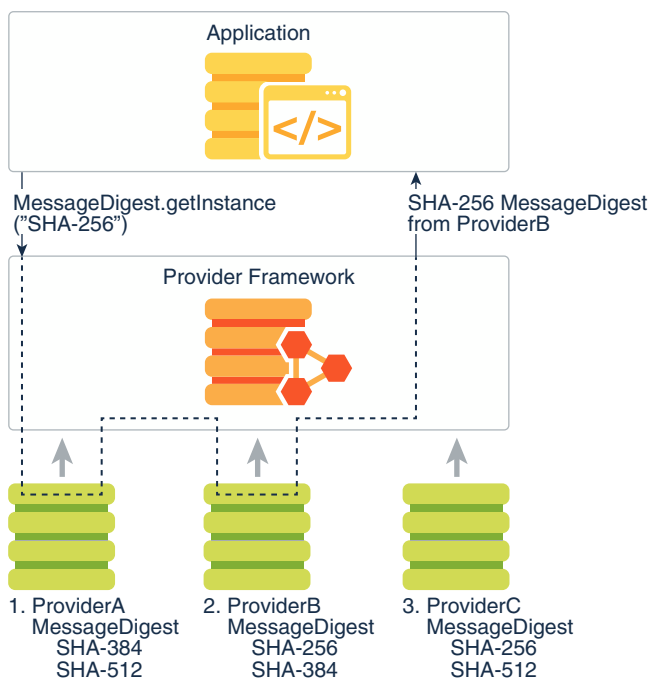 Application
</>
MessageDigest.getInstance
(”SHA-256”)
SHA-256 MessageDigest
from ProviderB
Provider Framework
1. ProviderA
MessageDigest
SHA-384
SHA-512
2. ProviderB
MessageDigest
SHA-256
SHA-384
3. ProviderC
MessageDigest
SHA-256
SHA-512